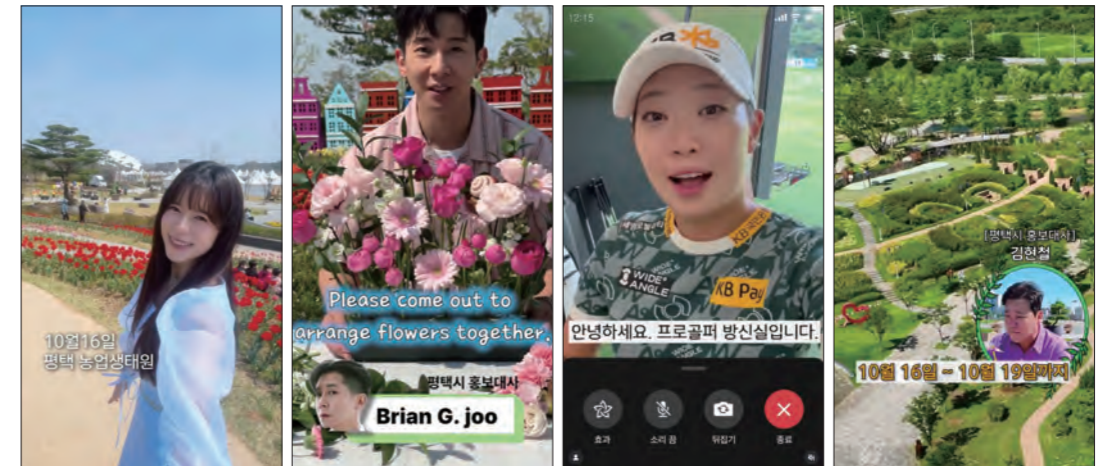 10월16일
평택 농업생태원
Please come out to
arrange flowers together.
평택시 홍보대사
Brian G. joo
12:15
KB
WIDE
ANGLE
KB Pay
안녕하세요. 프로골퍼 방신실입니다.
효과
소리 끔
뒤집기
종료
[평택시 홍보대사]
김현철
10월 16일 ~ 10월 19일까지